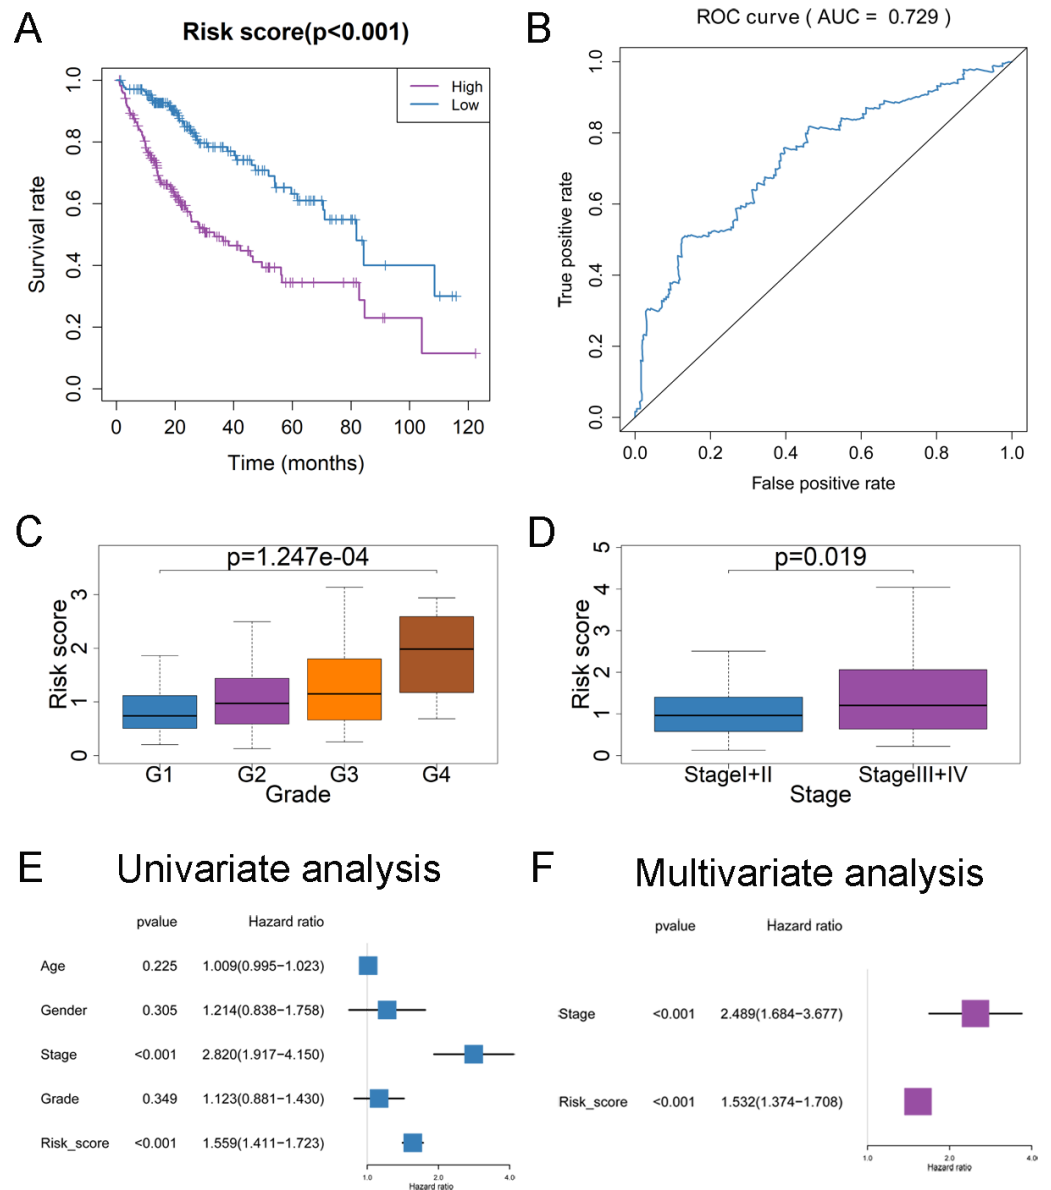 A
Risk score(p<0.001)
High
Low
Survival rate
0.0 0.2 0.4 0.6 0.8 1.0
0 20 40 60 80 100 120
Time (months)
B
ROC curve ( AUC = 0.729 )
True positive rate
0.0 0.2 0.4 0.6 0.8 1.0
0.0 0.2 0.4 0.6 0.8 1.0
False positive rate
C
p=1.247e-04
Risk score
0 1 2 3
G1 G2 G3 G4
Grade
D
p=0.019
Risk score
0 1 2 3 4 5
StageI+II StageIII+IV
Stage
E Univariate analysis
pvalue Hazard ratio
Age 0.225 1.009(0.995−1.023)
Gender 0.305 1.214(0.838−1.758)
Stage <0.001 2.820(1.917−4.150)
Grade 0.349 1.123(0.881−1.430)
Risk_score <0.001 1.559(1.411−1.723)
1.0 2.0 4.0
Hazard ratio
F Multivariate analysis
pvalue Hazard ratio
Stage <0.001 2.489(1.684−3.677)
Risk_score <0.001 1.532(1.374−1.708)
1.0 2.0 4.0
Hazard ratio